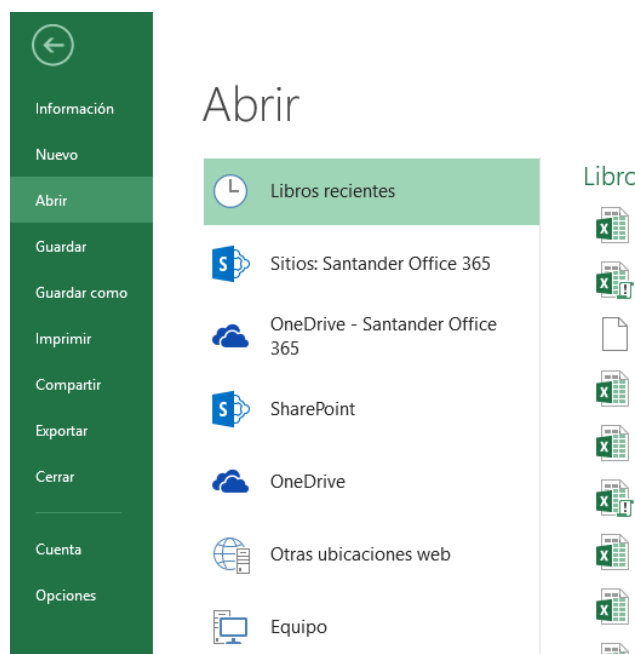 Información
Nuevo
Abrir
Guardar
Guardar como
Imprimir
Compartir
Exportar
Cerrar
Cuenta
Opciones
Abrir
Libros recientes
Sitios: Santander Office 365
OneDrive - Santander Office
365
SharePoint
OneDrive
Otras ubicaciones web
Equipo
Libro